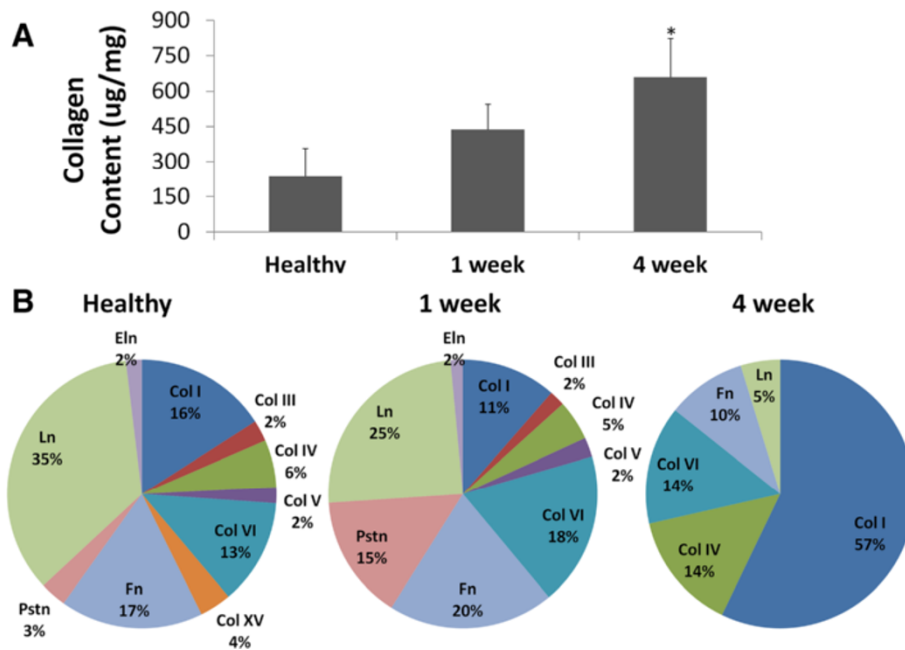 A
Collagen
Content (ug/mg)
900
750
600
450
300
150
0
*
Healthy
1 week
4 week
B
Healthy
Eln
2%
Col I
16%
Col III
2%
Col IV
6%
Col V
2%
Col VI
13%
Col XV
4%
Fn
17%
Pstn
3%
Ln
35%
1 week
Eln
2%
Col I
11%
Col III
2%
Col IV
5%
Col V
2%
Col VI
18%
Fn
20%
Pstn
15%
Ln
25%
4 week
Ln
5%
Fn
10%
Col VI
14%
Col IV
14%
Col I
57%